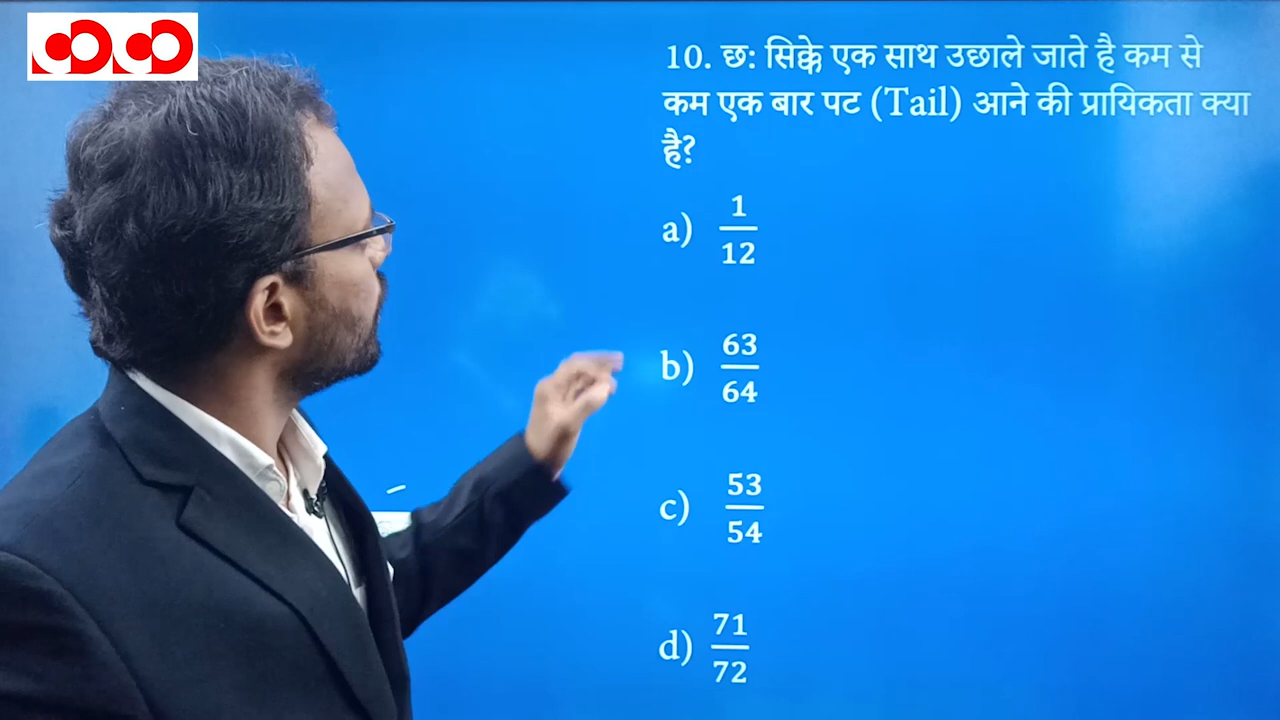 10. छ: सिक्के एक साथ उछाले जाते है कम से
कम एक बार पट (Tail) आने की प्रायिकता क्या
है?
a) 1/12
b) 63/64
c) 53/54
d) 71/72